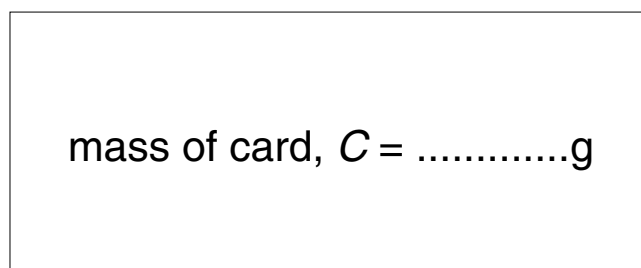 mass of card, C = .............g